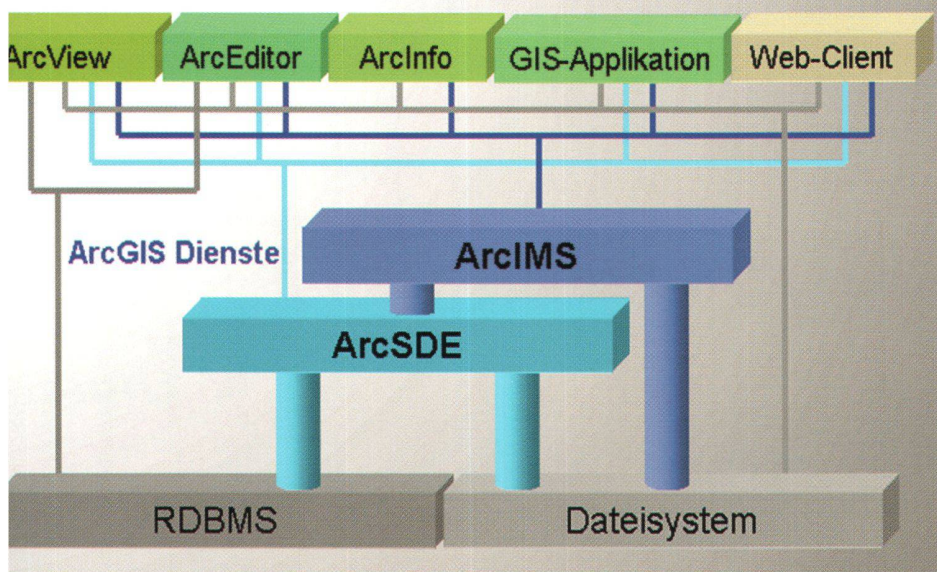 ArcView
ArcEditor
ArcInfo
GIS-Applikation
Web-Client
ArcGIS Dienste
ArcIMS
ArcSDE
RDBMS
Dateisystem